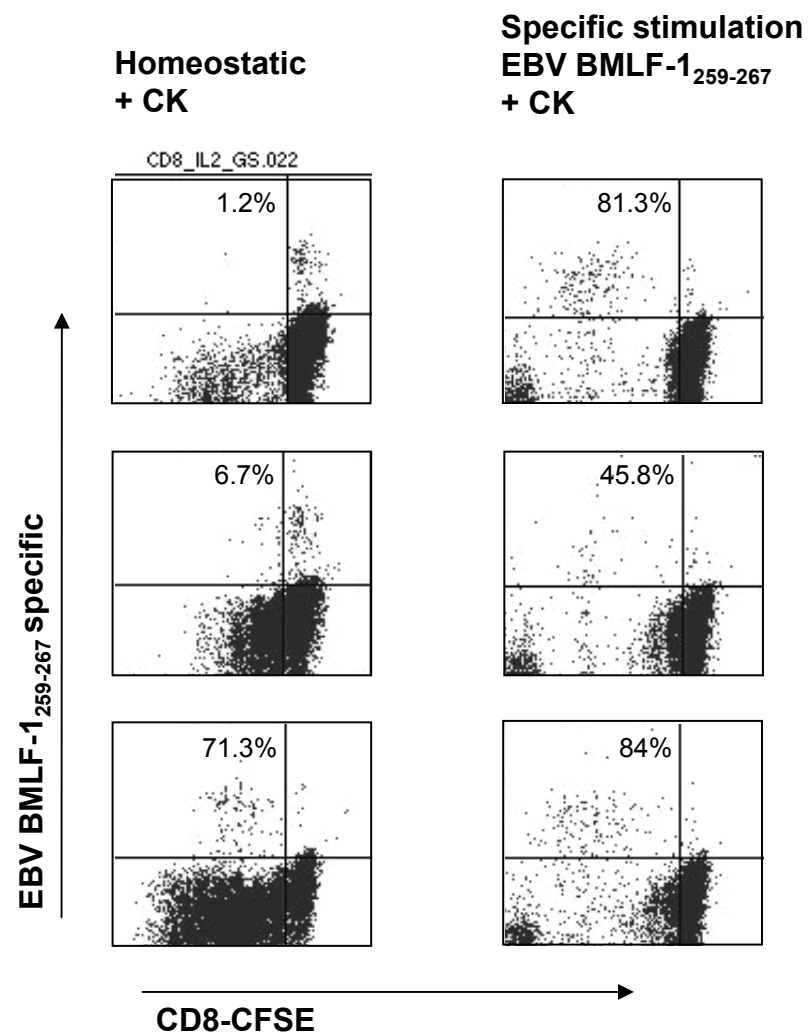 Homeostatic
+ CK
Specific stimulation
EBV BMLF-1259-267
+ CK
CD8_IL2_GS.022
1.2%
81.3%
6.7%
45.8%
71.3%
84%
EBV BMLF-1259-267 specific
CD8-CFSE